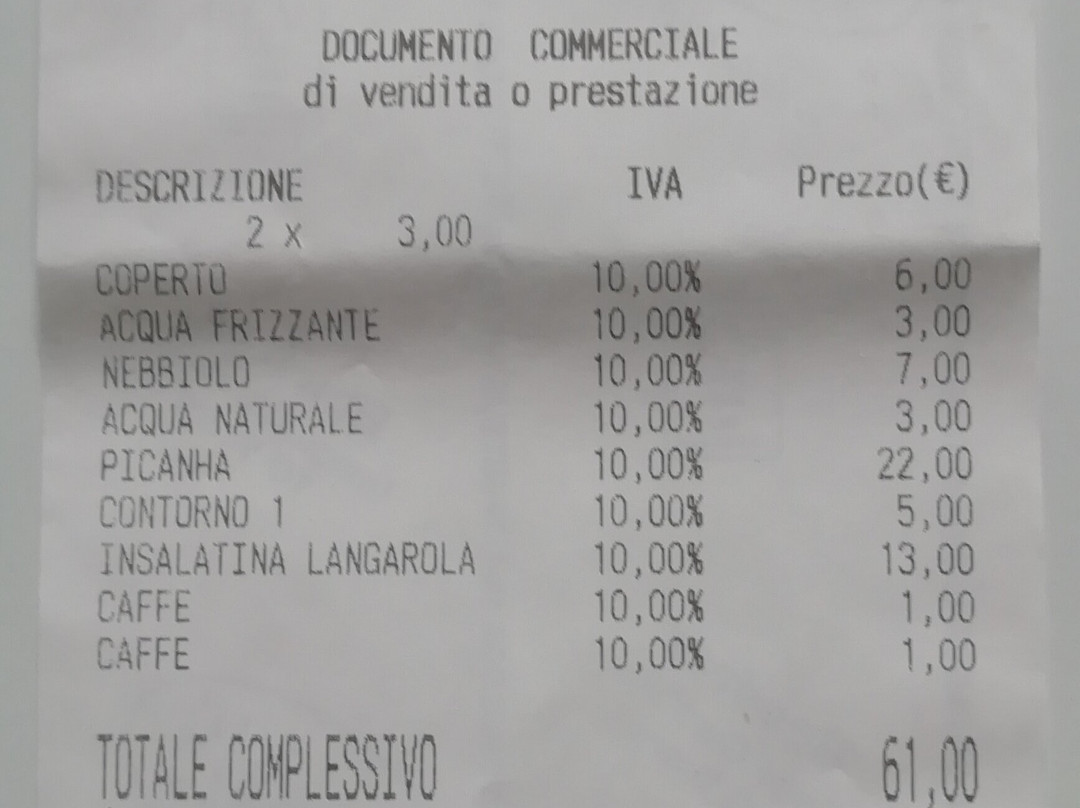 DOCUMENTO COMMERCIALE
di vendita o prestazione
DESCRIZIONE IVA Prezzo(€)
2 x 3,00
COPERTO 10,00% 6,00
ACQUA FRIZZANTE 10,00% 3,00
NEBBIOLO 10,00% 7,00
ACQUA NATURALE 10,00% 3,00
PICANHA 10,00% 22,00
CONTORNO 1 10,00% 5,00
INSALATINA LANGAROLA 10,00% 13,00
CAFFE 10,00% 1,00
CAFFE 10,00% 1,00
TOTALE COMPLESSIVO 61,00